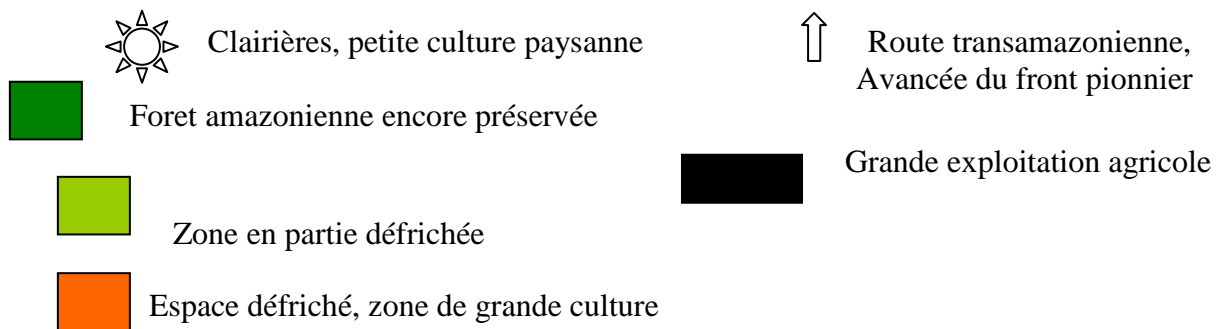 Clairières, petite culture paysanne
Foret amazonienne encore préservée
Zone en partie défrichée
Espace défriché, zone de grande culture
Route transamazonienne,
Avancée du front pionnier
Grande exploitation agricole